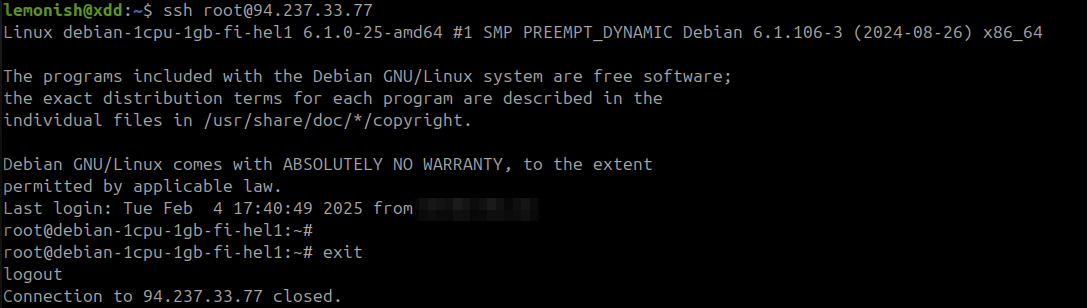 lemonish@xdd:~$ ssh root@94.237.33.77
Linux debian-1cpu-1gb-fi-hel1 6.1.0-25-amd64 #1 SMP PREEMPT_DYNAMIC Debian 6.1.106-3 (2024-08-26) x86_64
The programs included with the Debian GNU/Linux system are free software;
the exact distribution terms for each program are described in the
individual files in /usr/share/doc/*/copyright.
Debian GNU/Linux comes with ABSOLUTELY NO WARRANTY, to the extent
permitted by applicable law.
Last login: Tue Feb  4 17:40:49 2025 from
root@debian-1cpu-1gb-fi-hel1:~#
root@debian-1cpu-1gb-fi-hel1:~# exit
logout
Connection to 94.237.33.77 closed.